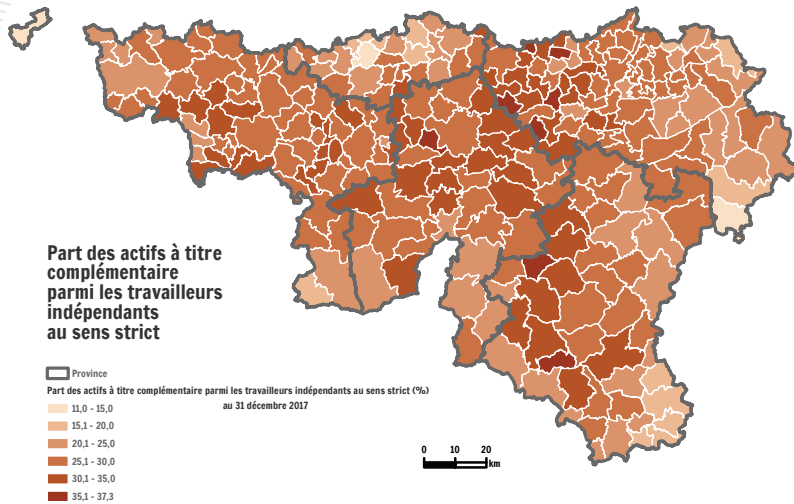 Part des actifs à titre
complémentaire
parmi les travailleurs
indépendants
au sens strict
Province
Part des actifs à titre complémentaire parmi les travailleurs indépendants au sens strict (‰)
au 31 décembre 2017
11,0 - 15,0
15,1 - 20,0
20,1 - 25,0
25,1 - 30,0
30,1 - 35,0
35,1 - 37,3
0 10 20
km